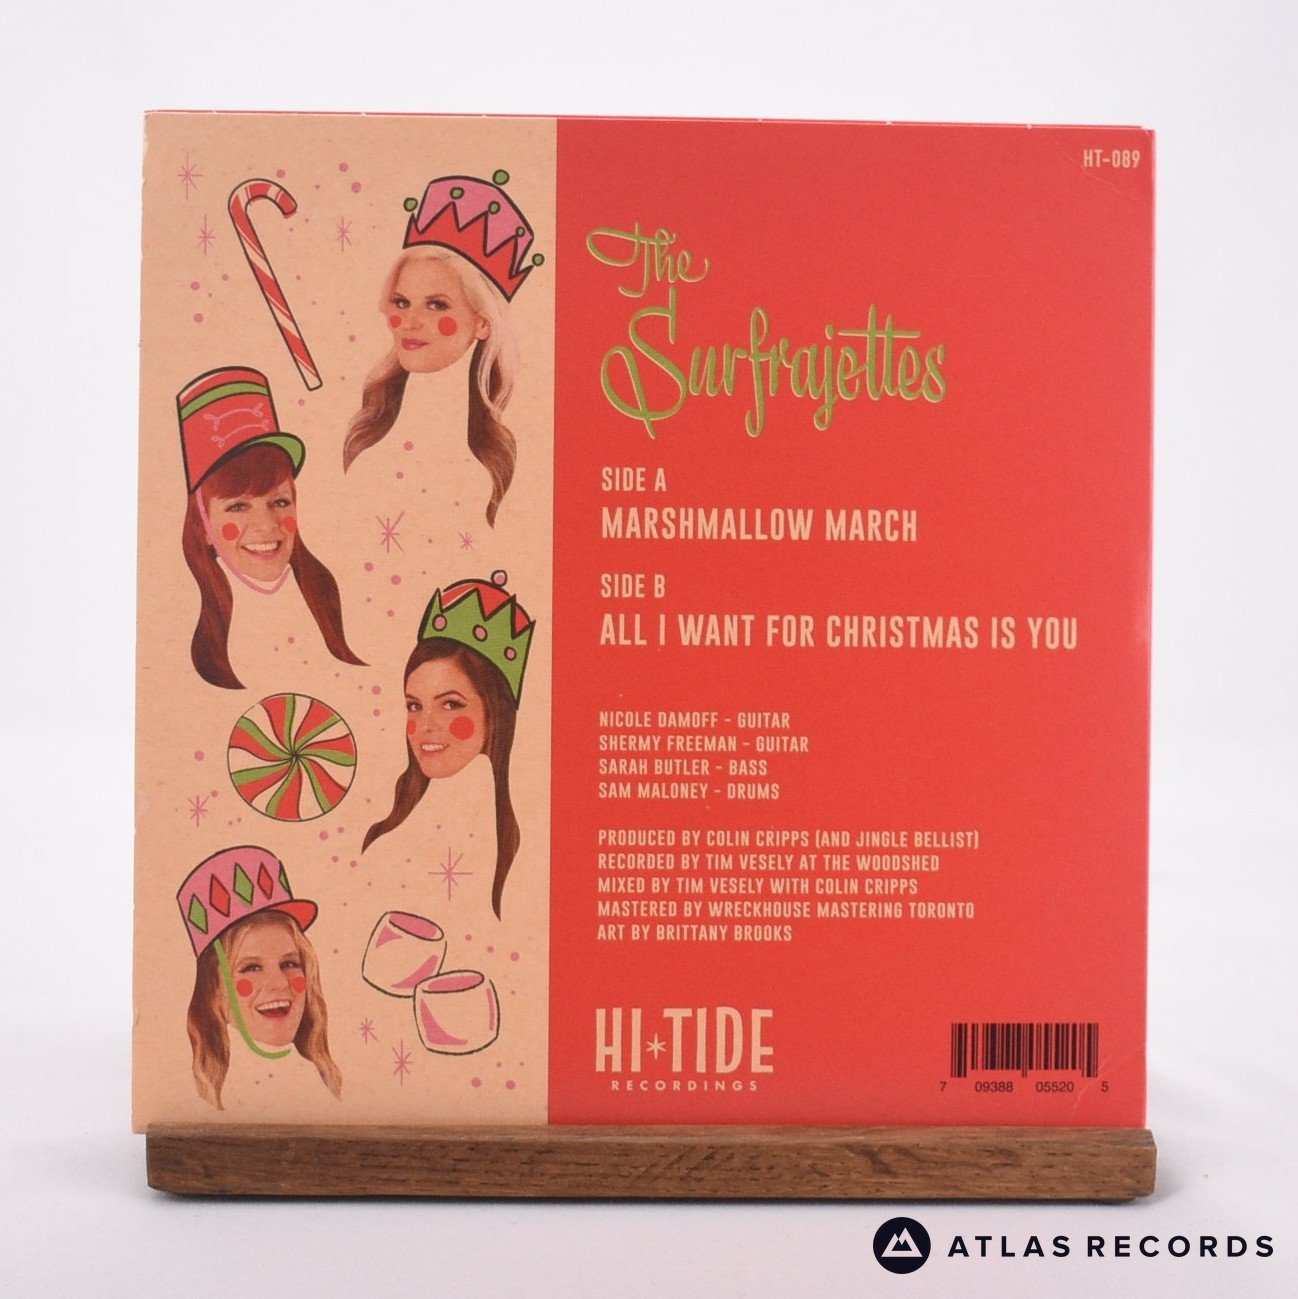 HT-089
The
Surfrajettes
SIDE A
MARSHMALLOW MARCH
SIDE B
ALL I WANT FOR CHRISTMAS IS YOU
NICOLE DAMOFF - GUITAR
SHERMY FREEMAN - GUITAR
SARAH BUTLER - BASS
SAM MALONEY - DRUMS
PRODUCED BY COLIN CRIPPS (AND JINGLE BELLIST)
RECORDED BY TIM VESELY AT THE WOODSHED
MIXED BY TIM VESELY WITH COLIN CRIPPS
MASTERED BY WRECKHOUSE MASTERING TORONTO
ART BY BRITTANY BROOKS
HI*TIDE
RECORDINGS
7 09388 05520 5
ATLAS RECORDS